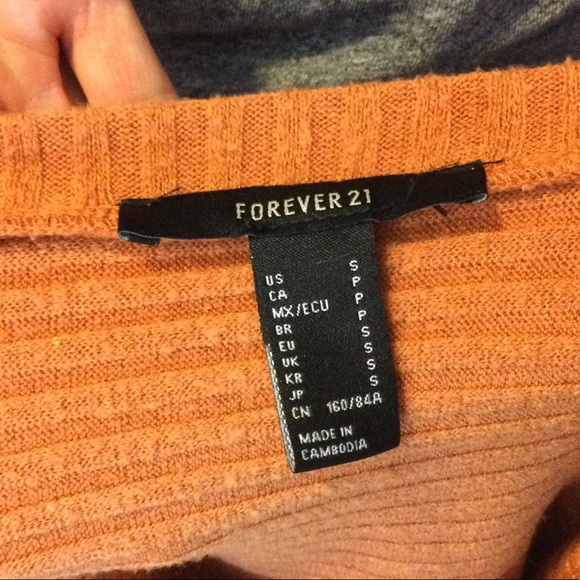 FOREVER 21
US S
CA P
MX/ECU P
BR P
EU S
UK S
KR S
JP S
CN 160/84A
MADE IN
CAMBODIA